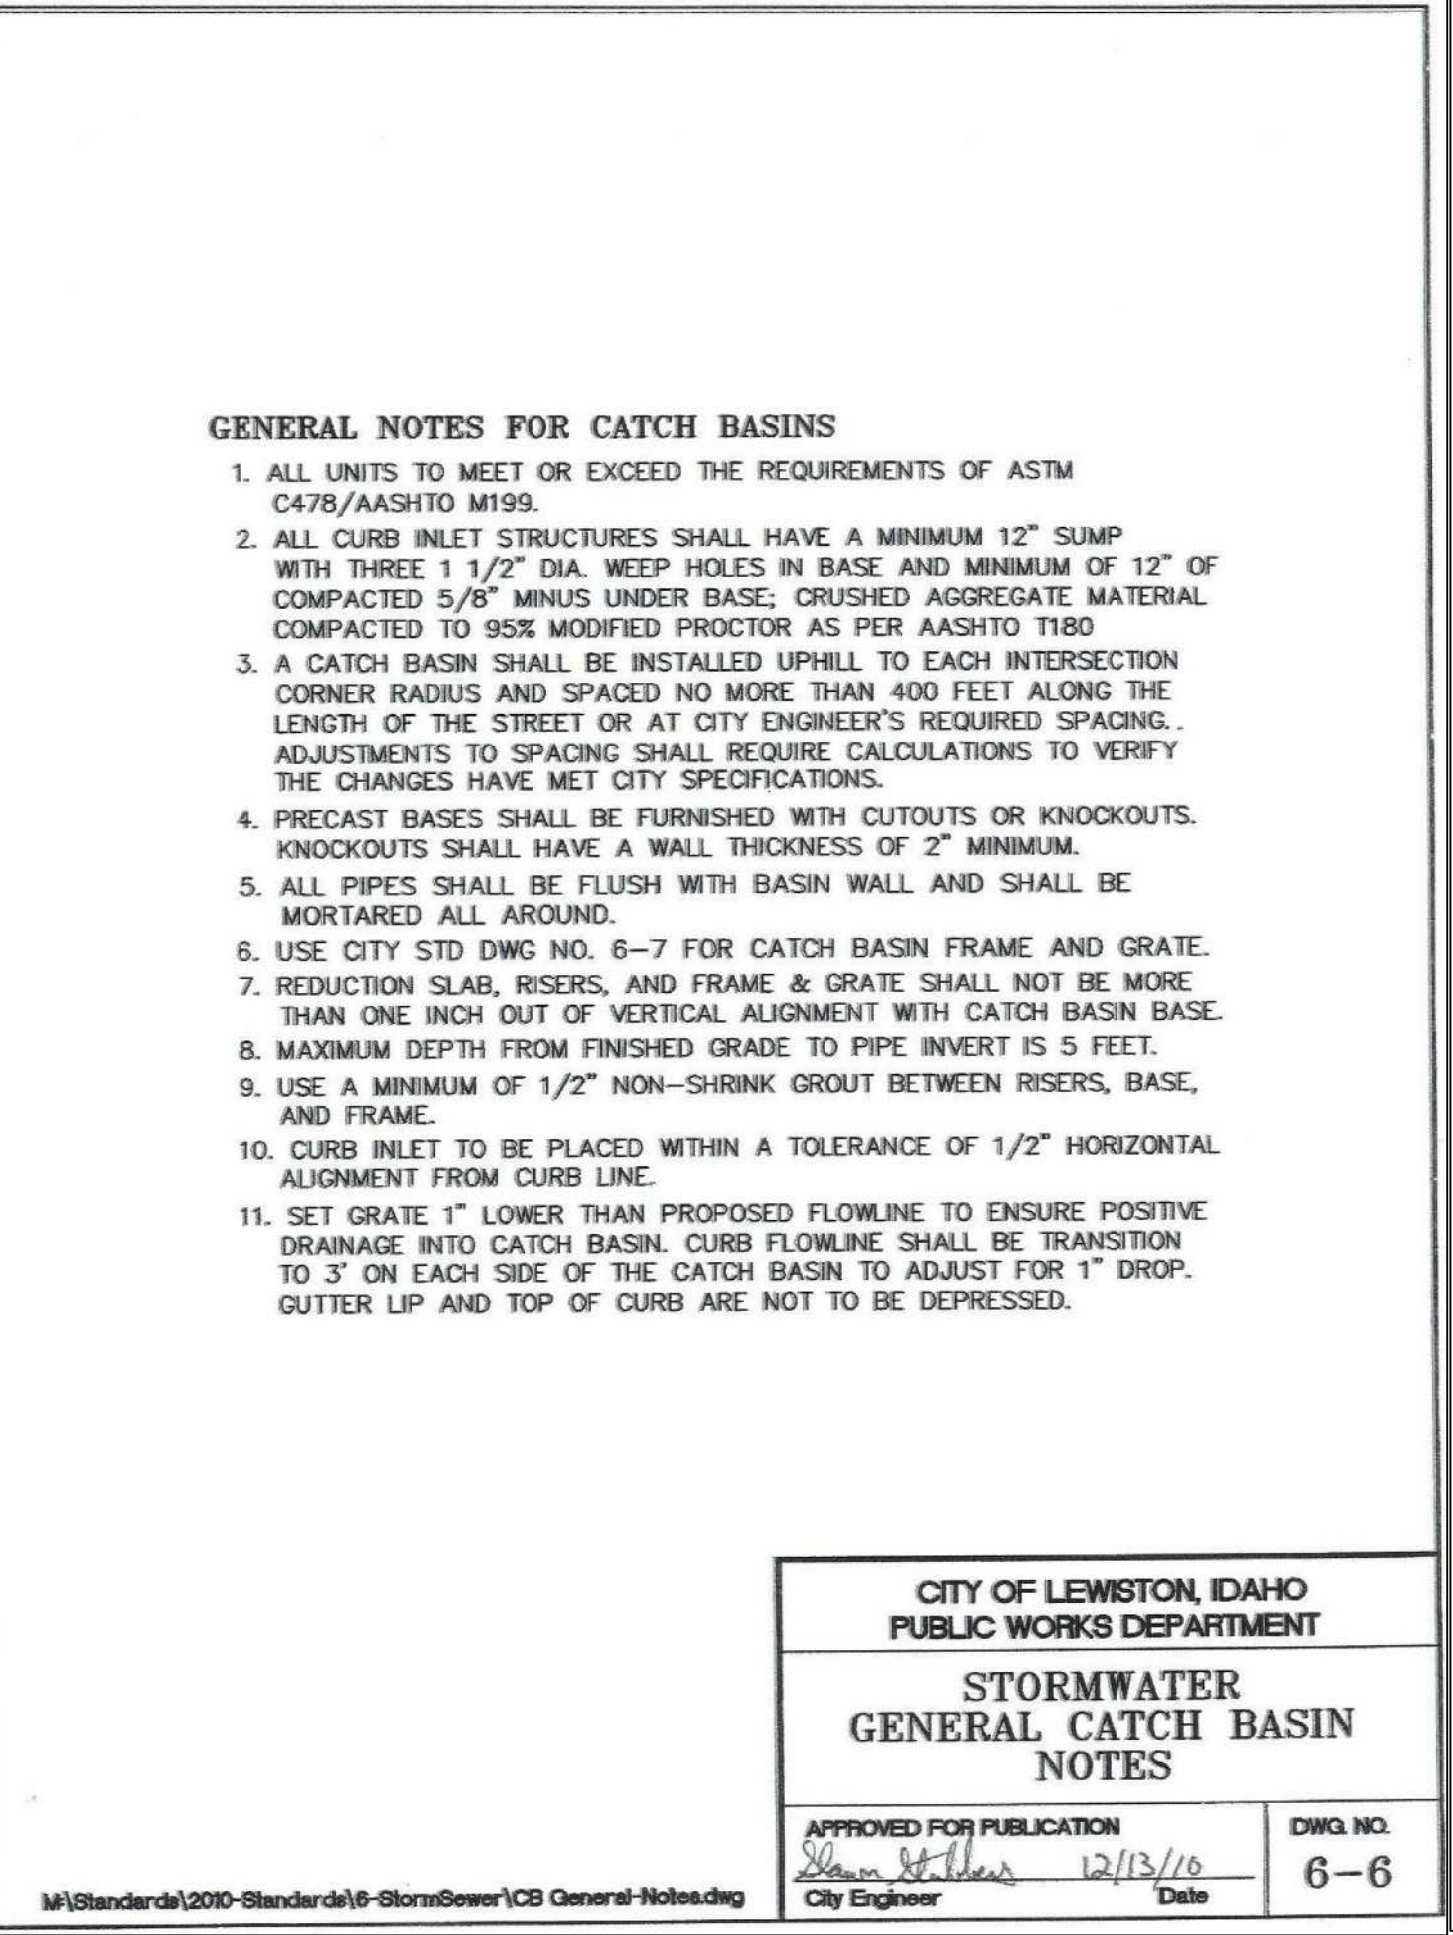 GENERAL NOTES FOR CATCH BASINS
1. ALL UNITS TO MEET OR EXCEED THE REQUIREMENTS OF ASTM
C478/AASHTO M199.
2. ALL CURB INLET STRUCTURES SHALL HAVE A MINIMUM 12" SUMP
WITH THREE 1 1/2" DIA. WEEP HOLES IN BASE AND MINIMUM OF 12" OF
COMPACTED 5/8" MINUS UNDER BASE; CRUSHED AGGREGATE MATERIAL
COMPACTED TO 95% MODIFIED PROCTOR AS PER AASHTO T180
3. A CATCH BASIN SHALL BE INSTALLED UPHILL TO EACH INTERSECTION
CORNER RADIUS AND SPACED NO MORE THAN 400 FEET ALONG THE
LENGTH OF THE STREET OR AT CITY ENGINEER'S REQUIRED SPACING..
ADJUSTMENTS TO SPACING SHALL REQUIRE CALCULATIONS TO VERIFY
THE CHANGES HAVE MET CITY SPECIFICATIONS.
4. PRECAST BASES SHALL BE FURNISHED WITH CUTOUTS OR KNOCKOUTS.
KNOCKOUTS SHALL HAVE A WALL THICKNESS OF 2" MINIMUM.
5. ALL PIPES SHALL BE FLUSH WITH BASIN WALL AND SHALL BE
MORTARED ALL AROUND.
6. USE CITY STD DWG NO. 6-7 FOR CATCH BASIN FRAME AND GRATE.
7. REDUCTION SLAB, RISERS, AND FRAME & GRATE SHALL NOT BE MORE
THAN ONE INCH OUT OF VERTICAL ALIGNMENT WITH CATCH BASIN BASE.
8. MAXIMUM DEPTH FROM FINISHED GRADE TO PIPE INVERT IS 5 FEET.
9. USE A MINIMUM OF 1/2" NON-SHRINK GROUT BETWEEN RISERS, BASE,
AND FRAME.
10. CURB INLET TO BE PLACED WITHIN A TOLERANCE OF 1/2" HORIZONTAL
ALIGNMENT FROM CURB LINE.
11. SET GRATE 1" LOWER THAN PROPOSED FLOWLINE TO ENSURE POSITIVE
DRAINAGE INTO CATCH BASIN. CURB FLOWLINE SHALL BE TRANSITION
TO 3' ON EACH SIDE OF THE CATCH BASIN TO ADJUST FOR 1" DROP.
GUTTER LIP AND TOP OF CURB ARE NOT TO BE DEPRESSED.
CITY OF LEWISTON, IDAHO
PUBLIC WORKS DEPARTMENT
STORMWATER
GENERAL CATCH BASIN
NOTES
APPROVED FOR PUBLICATION
12/13/10
City Engineer Date
DWG. NO.
6-6
M:\Standards\2010-Standards\6-StormSewer\CB General-Notes.dwg